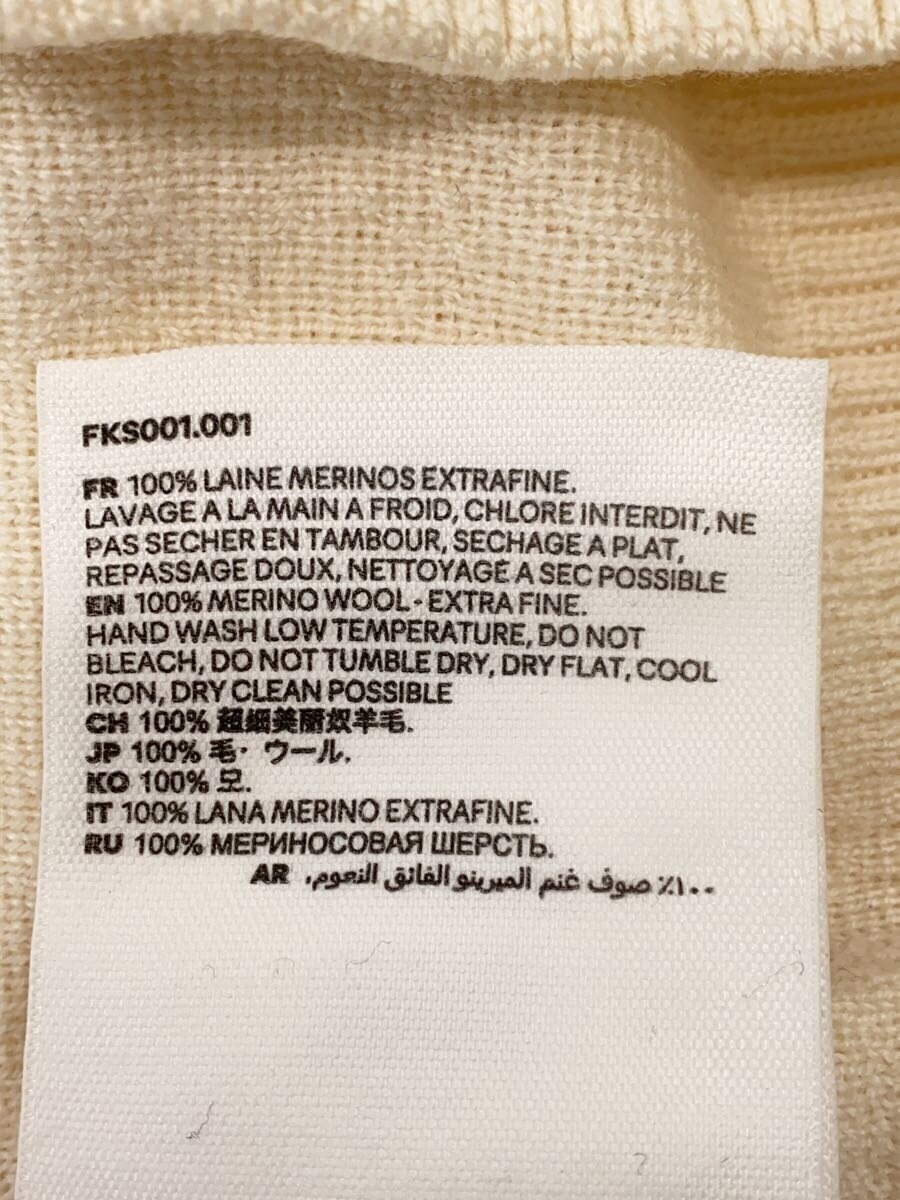 FKS001.001
FR 100% LAINE MERINOS EXTRAFINE.
LAVAGE A LA MAIN A FROID, CHLORE INTERDIT, NE
PAS SECHER EN TAMBOUR, SECHAGE A PLAT,
REPASSAGE DOUX, NETTOYAGE A SEC POSSIBLE
EN 100% MERINO WOOL - EXTRA FINE.
HAND WASH LOW TEMPERATURE, DO NOT
BLEACH, DO NOT TUMBLE DRY, DRY FLAT, COOL
IRON, DRY CLEAN POSSIBLE
CH 100% 超细美丽奴羊毛.
JP 100% 毛・ウール.
KO 100% 모.
IT 100% LANA MERINO EXTRAFINE.
RU 100% МЕРИНОСОВАЯ ШЕРСТЬ.
AR ١٠٠٪ صوف غنم الميرينو الفائق النعوم.